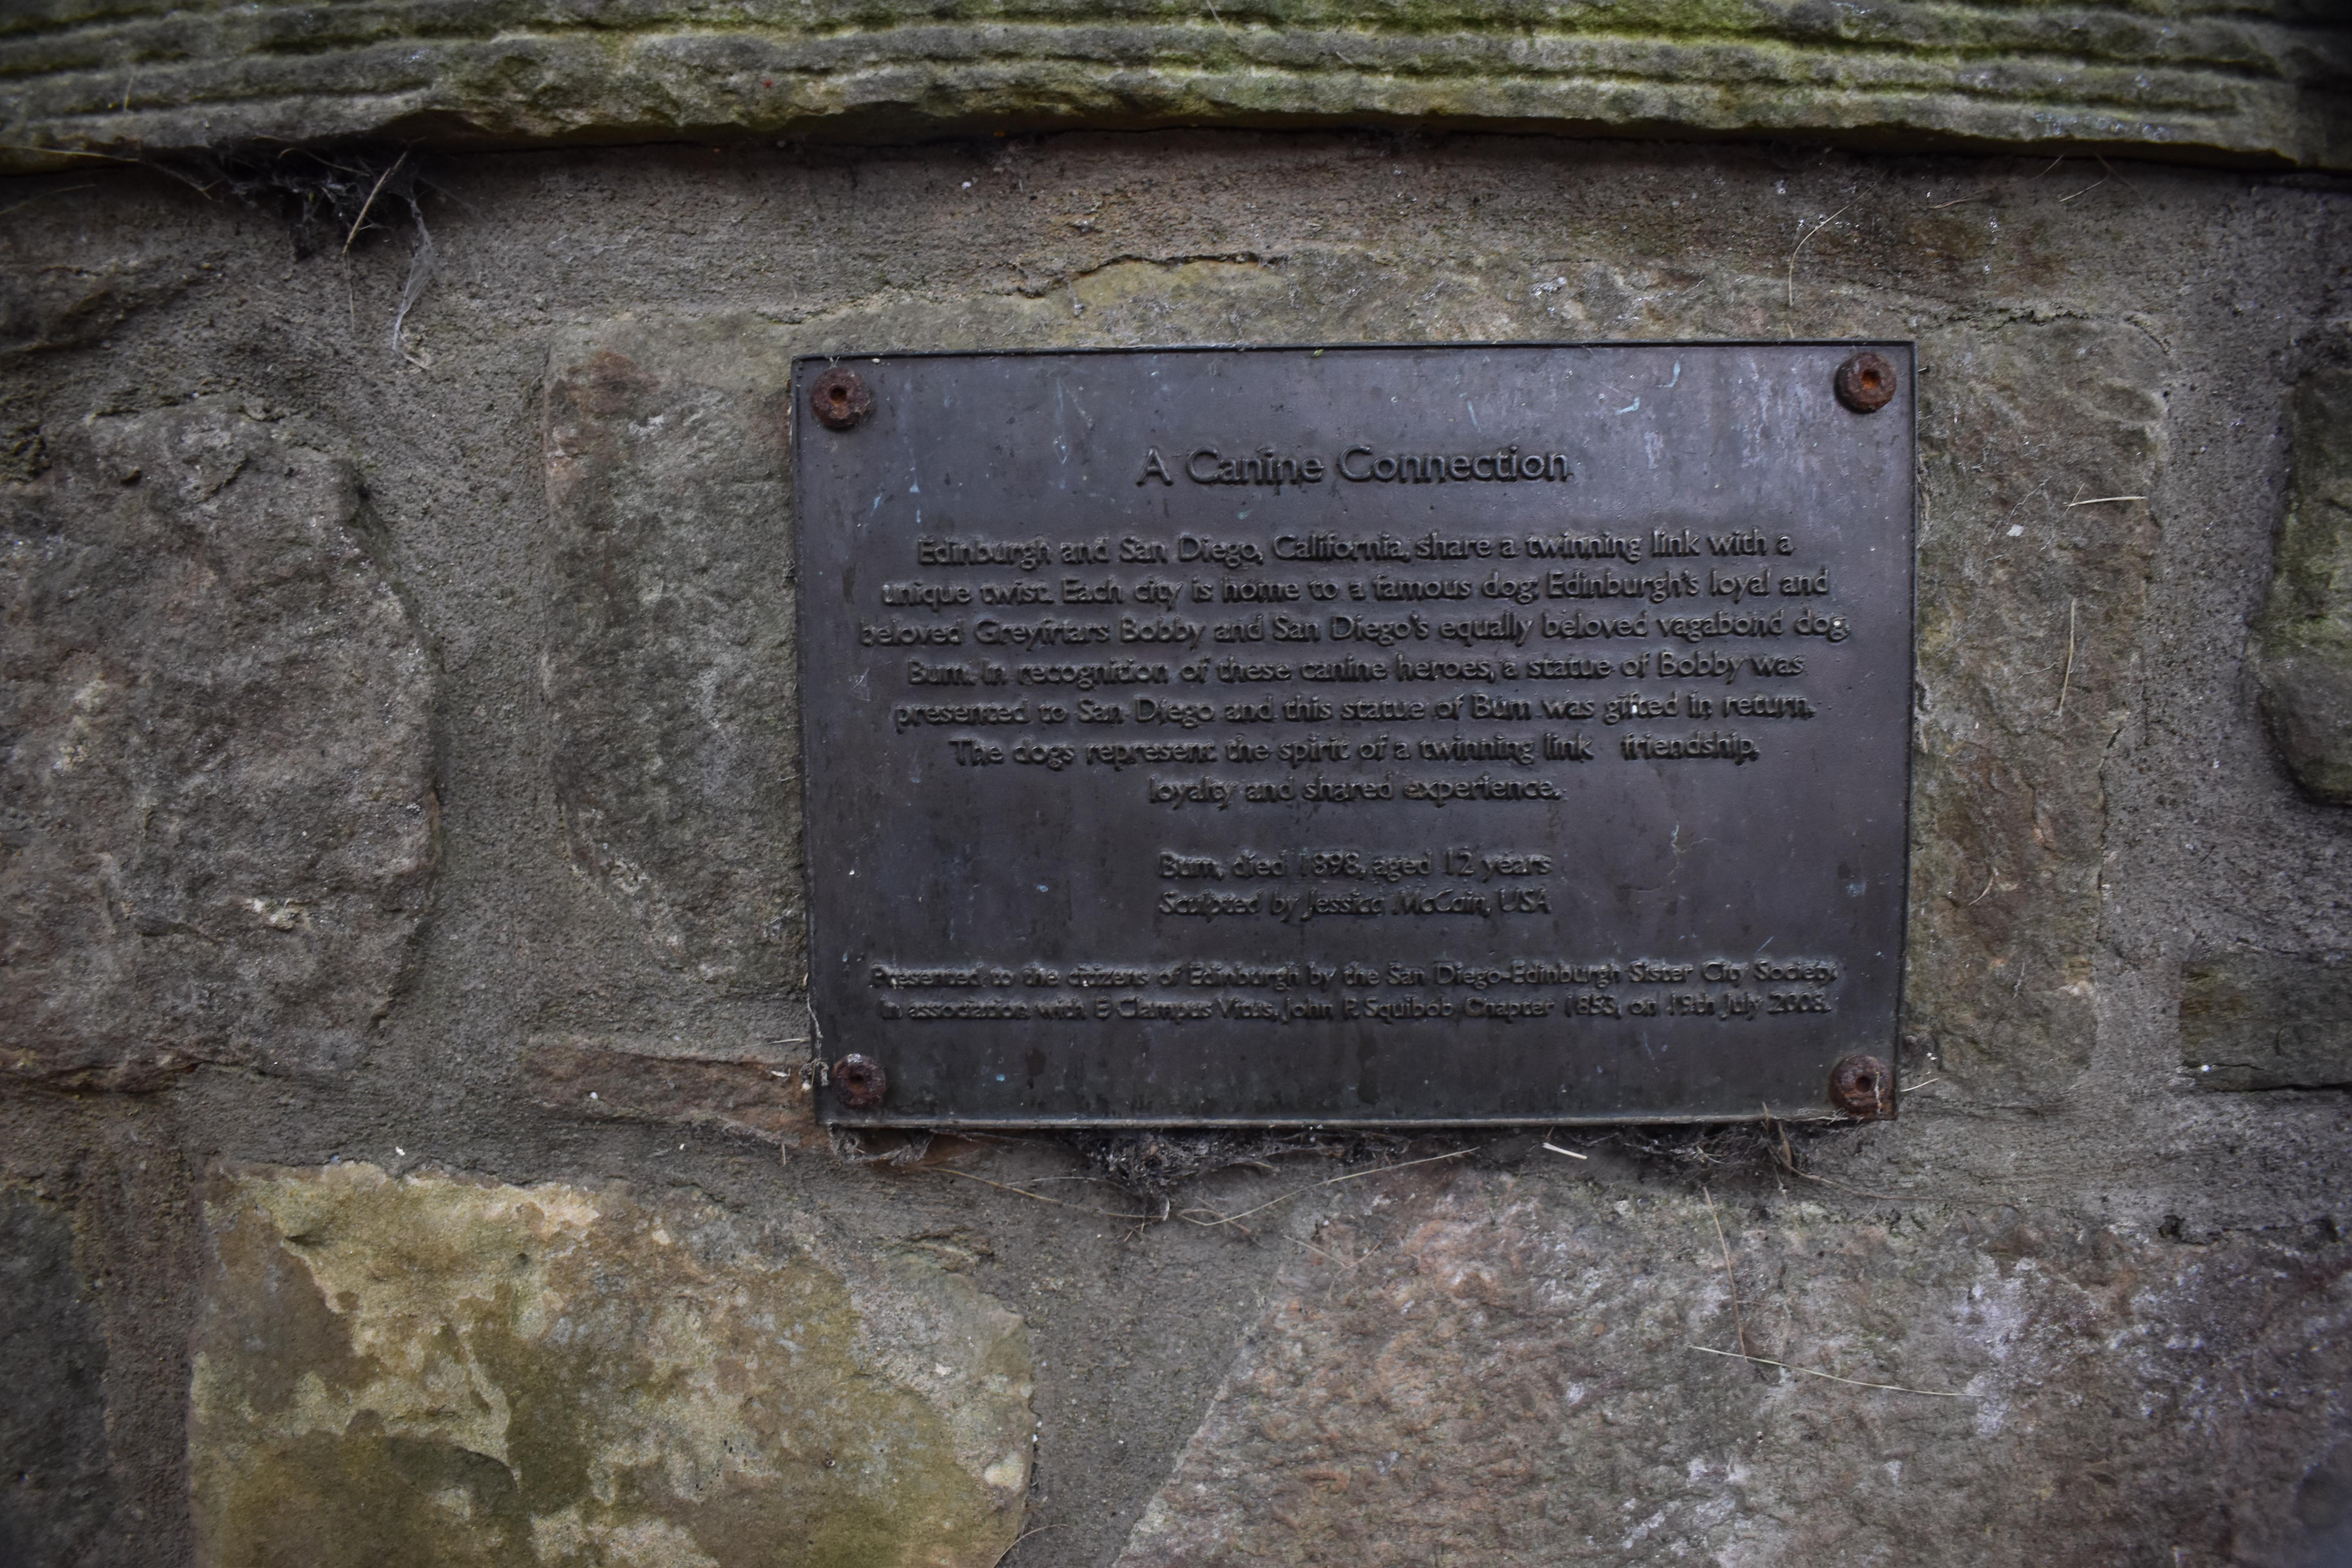 A Canine Connection
Edinburgh and San Diego, California, share a twinning link with a
unique twist. Each city is home to a famous dog: Edinburgh's loyal and
beloved Greyfriars Bobby and San Diego's equally beloved vagabond dog,
Bum. In recognition of these canine heroes, a statue of Bobby was
presented to San Diego and this statue of Bum was gifted in return.
The dogs represent the spirit of a twinning link friendship,
loyalty and shared experience.
Bum, died 1898, aged 12 years
Sculpted by Jessica McCain, USA
Presented to the citizens of Edinburgh by the San Diego-Edinburgh Sister City Society,
in association with E Clampus Vitus, John P. Squibob, Chapter 1853, on 19th July 2008.